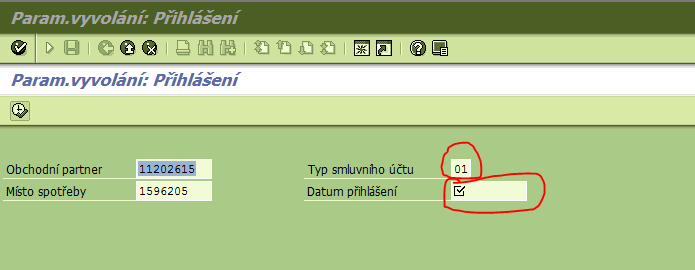 Param.vyvolání: Přihlášení
Param.vyvolání: Přihlášení
Obchodní partner 11202615 Typ smluvního účtu 01
Místo spotřeby 1596205 Datum přihlášení